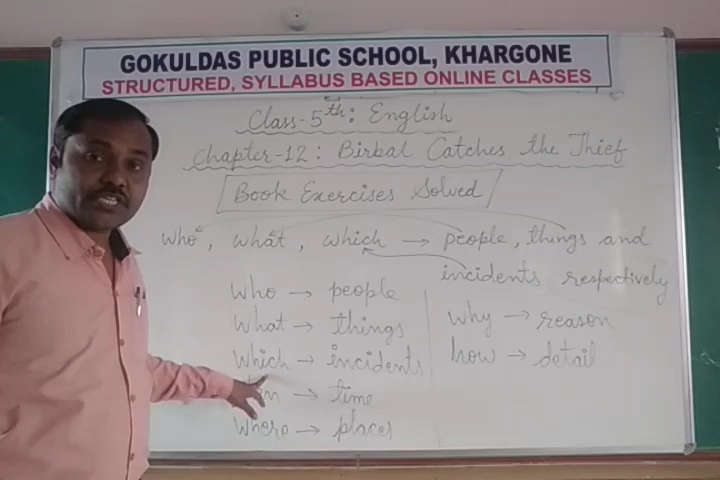 GOKULDAS PUBLIC SCHOOL, KHARGONE
STRUCTURED, SYLLABUS BASED ONLINE CLASSES
Class-5th: English
Chapter-12: Birbal Catches the Thief
Book Exercises Solved
Who, what, which → people, things and
incidents respectively
Who → people
What → things
Which → incidents
→ time
Where → places
why → reason
how → detail